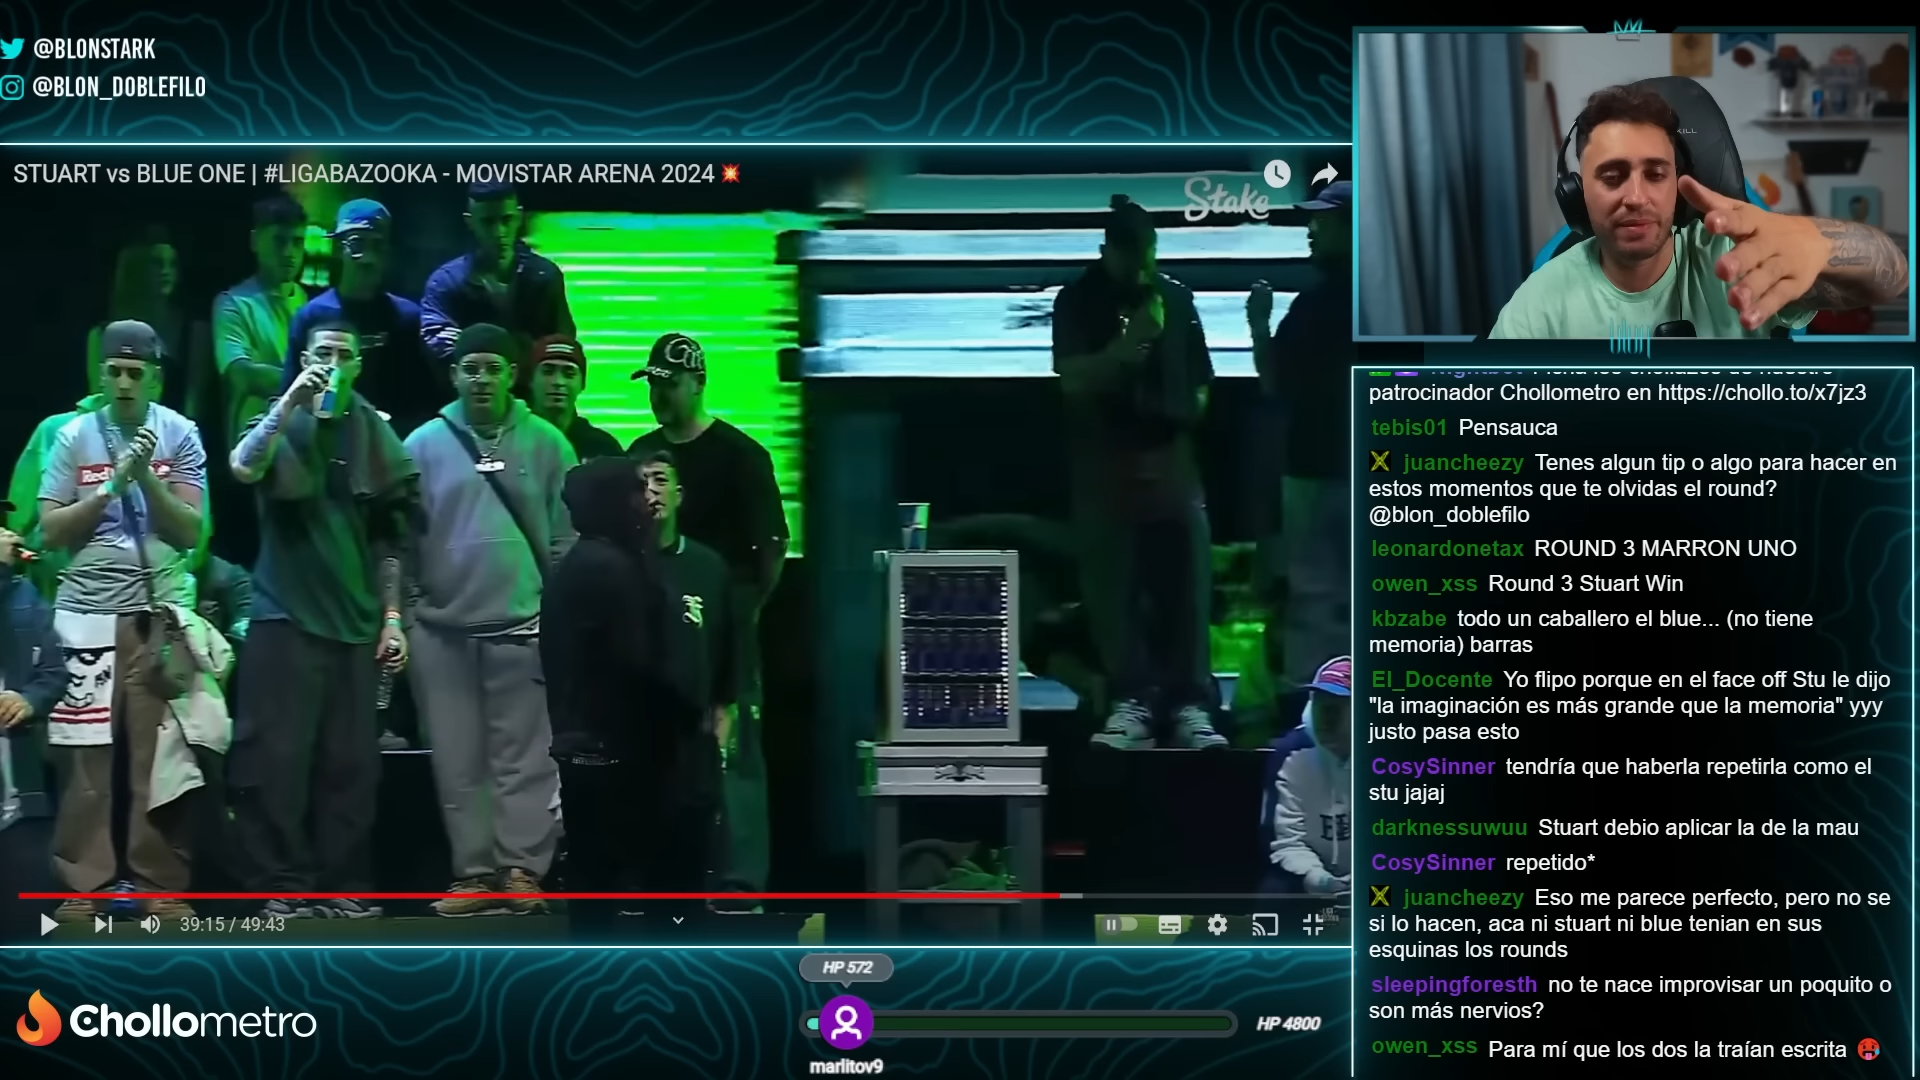 @BLONSTARK
@BLON_DOBLEFILO
STUART vs BLUE ONE | #LIGABAZOOKA - MOVISTAR ARENA 2024
Stake
39:15 / 49:43
Chollometro
HP 572
HP 4800
marlitov9
patrocinador Chollometro en https://chollo.to/x7jz3
tebis01 Pensauca
juancheezy Tenes algun tip o algo para hacer en
estos momentos que te olvidas el round?
@blon_doblefilo
leonardonetax ROUND 3 MARRON UNO
owen_xss Round 3 Stuart Win
kbzabe todo un caballero el blue... (no tiene
memoria) barras
El_Docente Yo flipo porque en el face off Stu le dijo
"la imaginación es más grande que la memoria" yyy
justo pasa esto
CosySinner tendría que haberla repetirla como el
stu jajaj
darknessuwuu Stuart debio aplicar la de la mau
CosySinner repetido*
juancheezy Eso me parece perfecto, pero no se
si lo hacen, aca ni stuart ni blue tenian en sus
esquinas los rounds
sleepingforesth no te nace improvisar un poquito o
son más nervios?
owen_xss Para mí que los dos la traían escrita